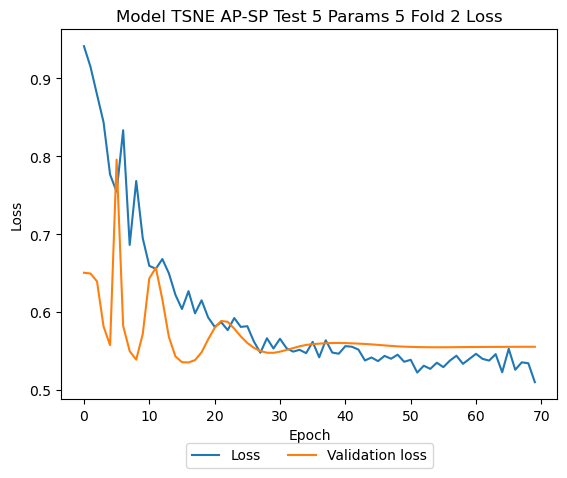 Model TSNE AP-SP Test 5 Params 5 Fold 2 Loss
0.9
0.8
0.7
0.6
0.5
Loss
0 10 20 30 40 50 60 70
Epoch
Loss Validation loss